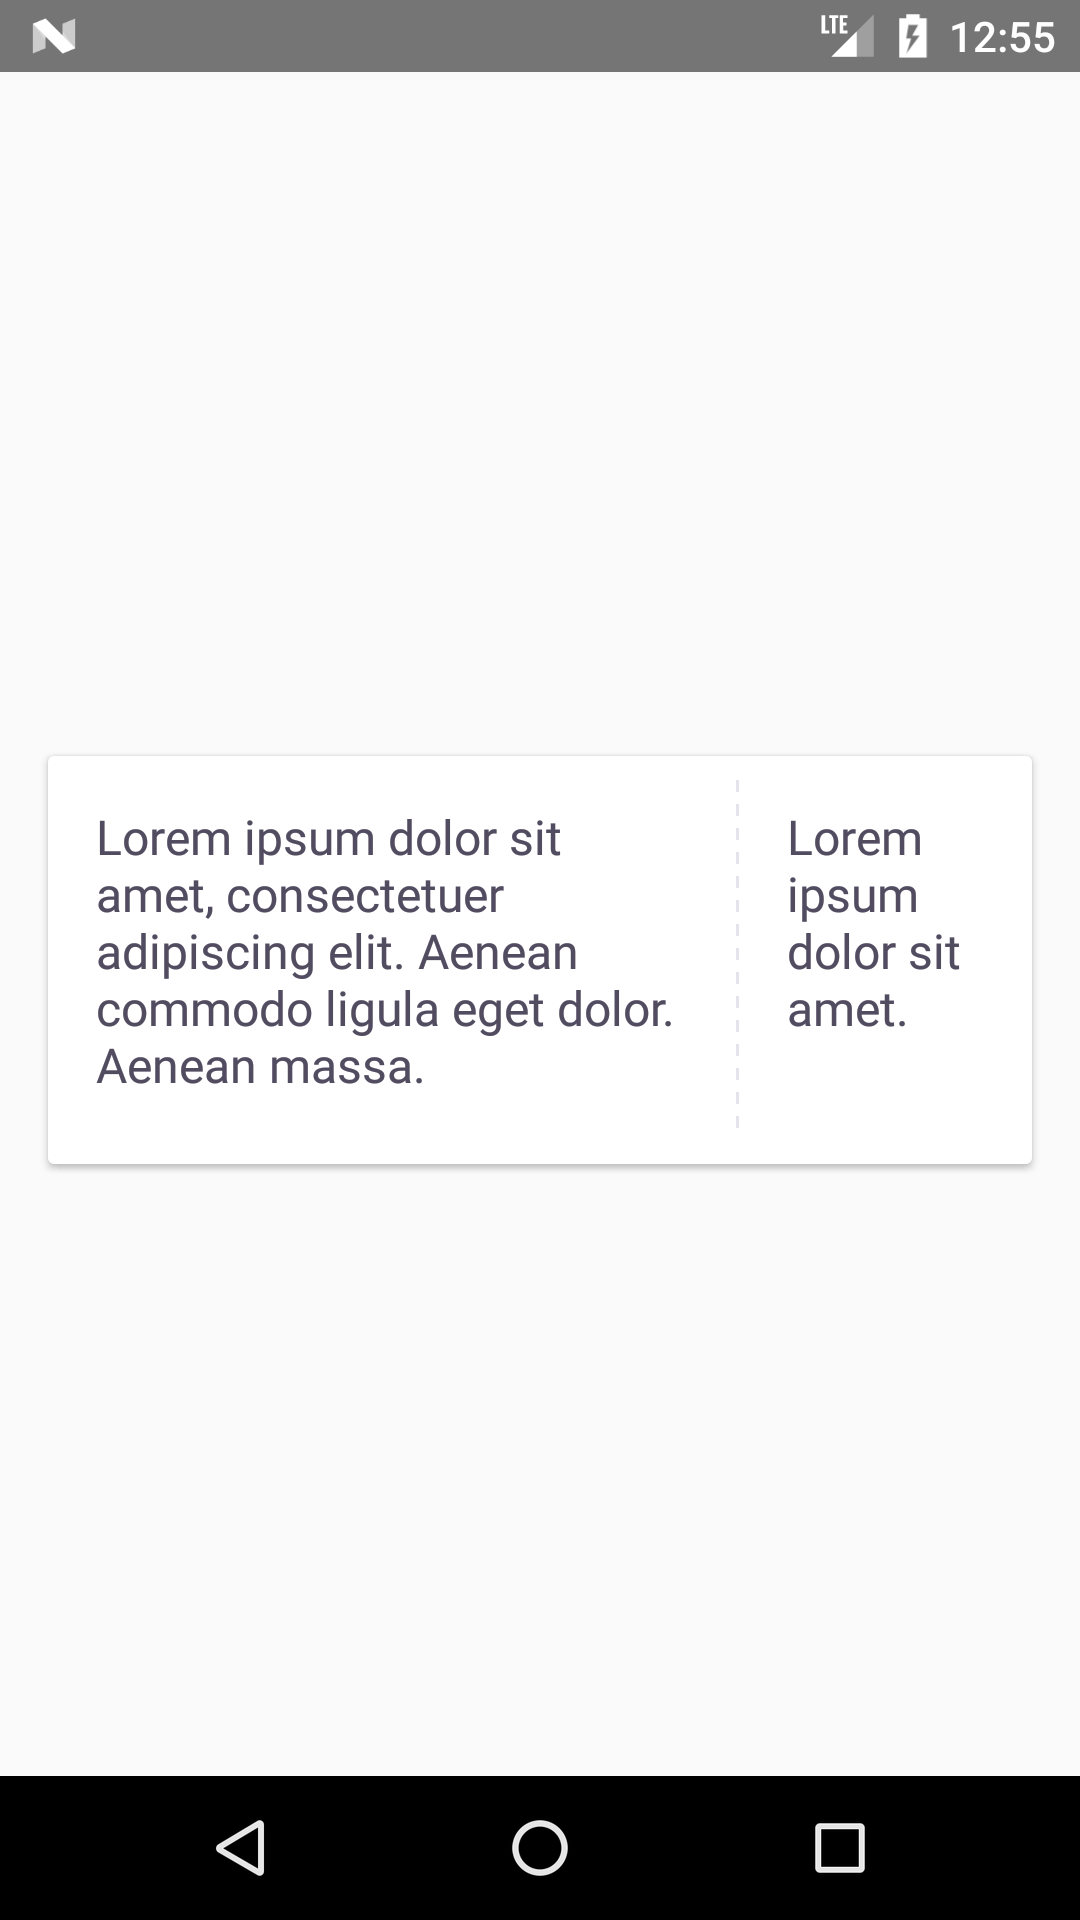 LTE 12:55
Lorem ipsum dolor sit
amet, consectetuer
adipiscing elit. Aenean
commodo ligula eget dolor.
Aenean massa.
Lorem
ipsum
dolor sit
amet.